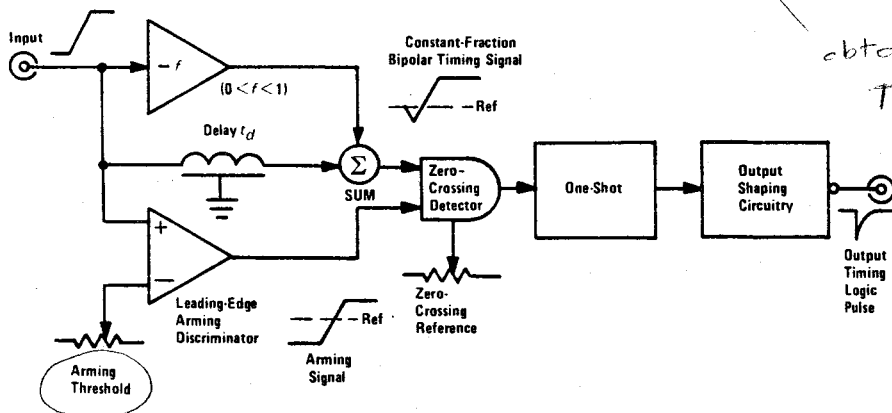 Input
− f
(0 < f < 1)
Constant-Fraction
Bipolar Timing Signal
Ref
Delay t_d
Σ
SUM
Zero-
Crossing
Detector
One-Shot
Output
Shaping
Circuitry
+
−
Leading-Edge
Arming
Discriminator
Ref
Arming
Signal
Zero-
Crossing
Reference
Output
Timing
Logic
Pulse
Arming
Threshold